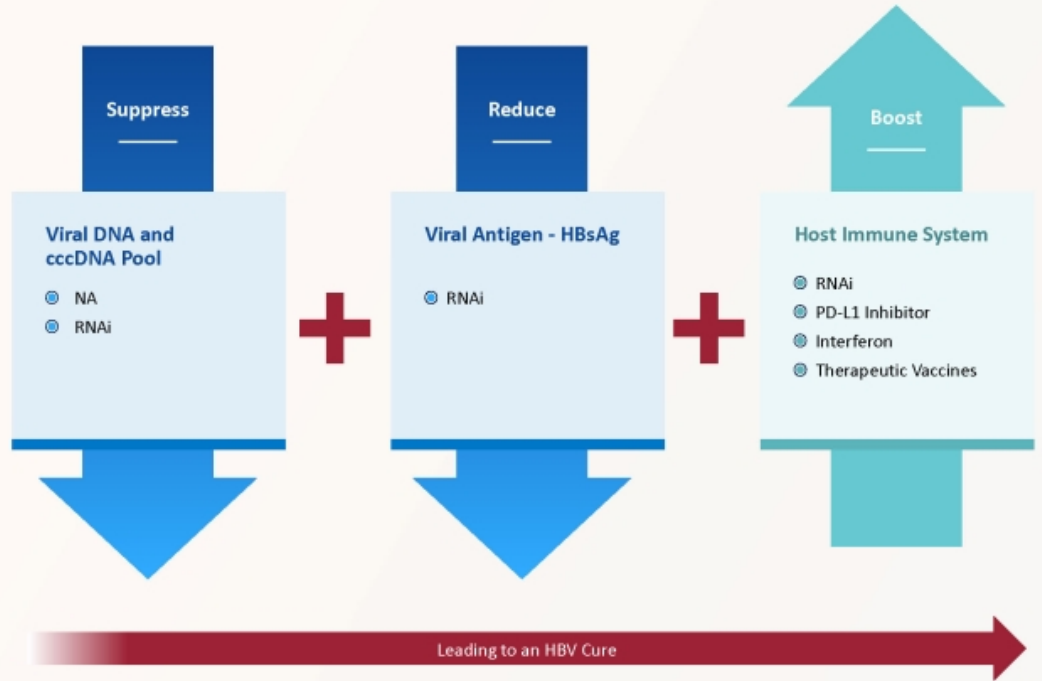 Suppress
Viral DNA and
cccDNA Pool
NA
RNAi
Reduce
Viral Antigen - HBsAg
RNAi
Boost
Host Immune System
RNAi
PD-L1 Inhibitor
Interferon
Therapeutic Vaccines
Leading to an HBV Cure